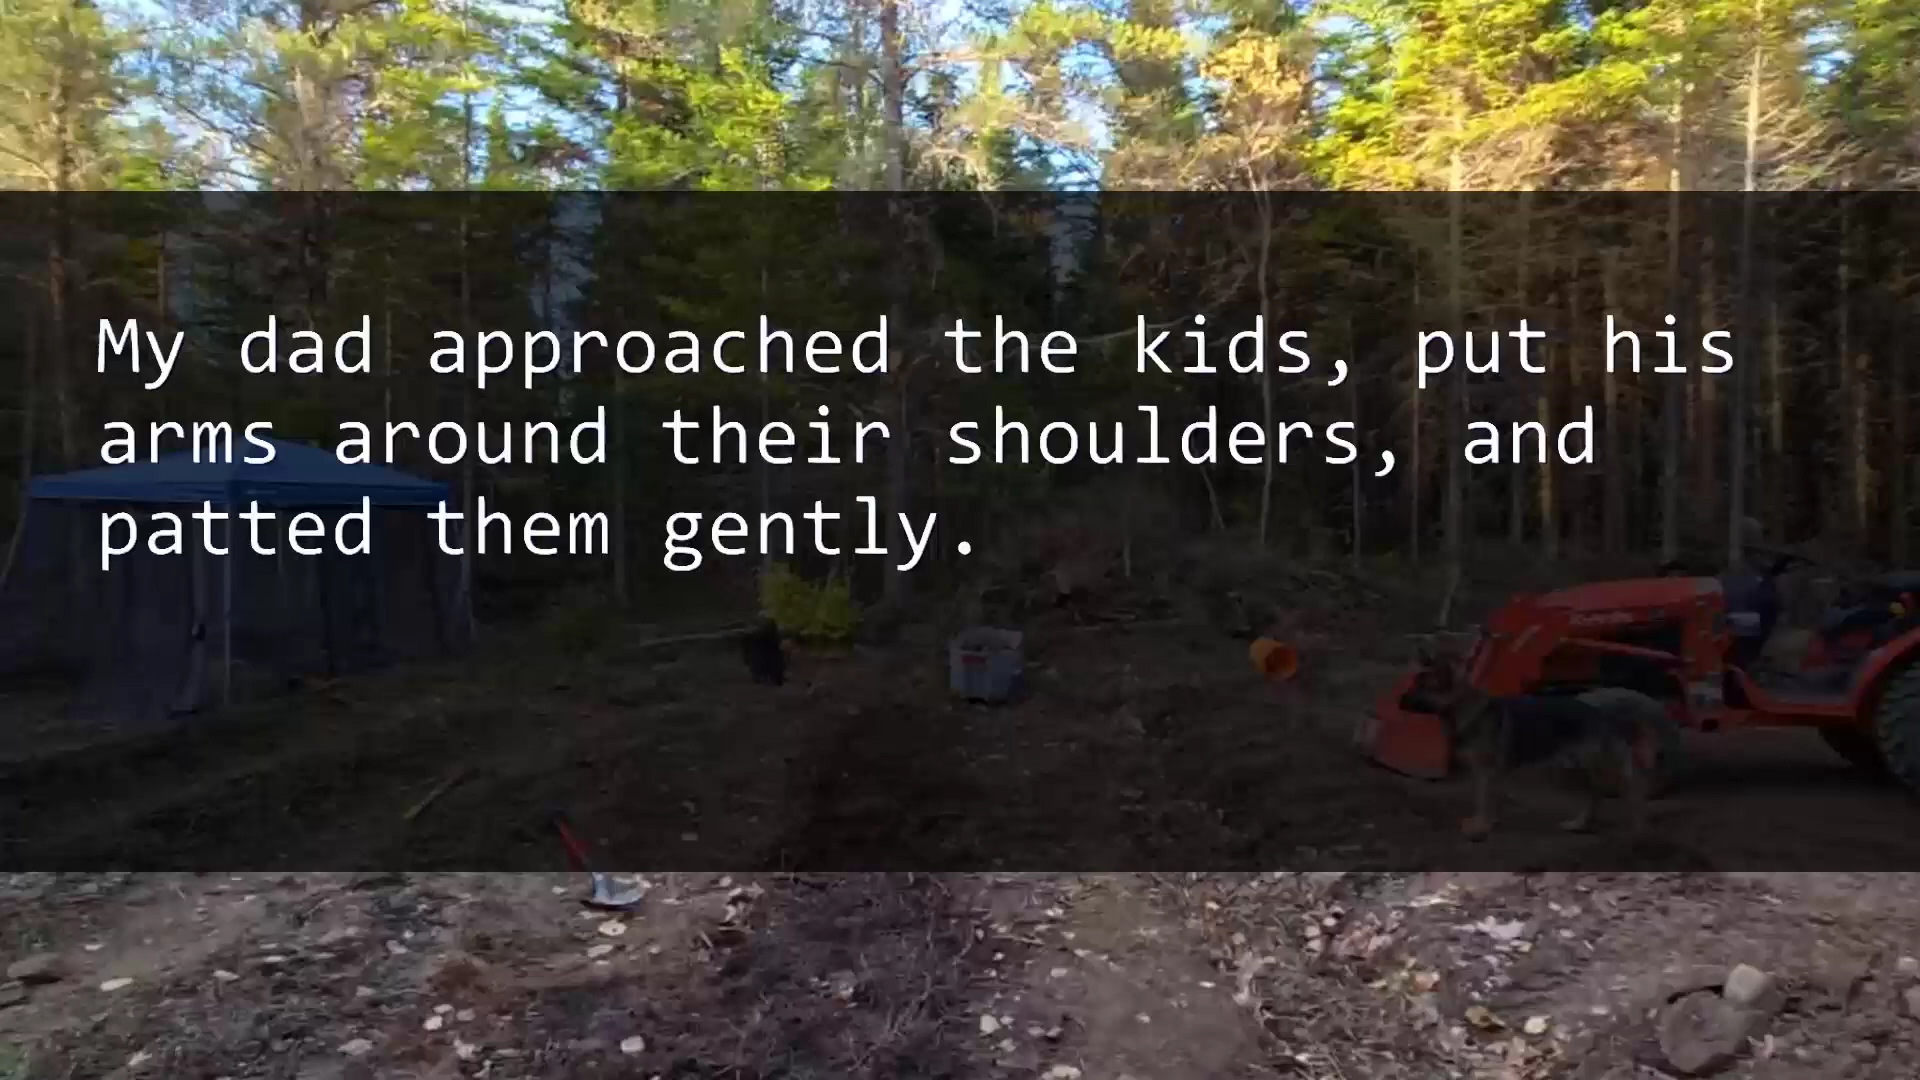 My dad approached the kids, put his
arms around their shoulders, and
patted them gently.